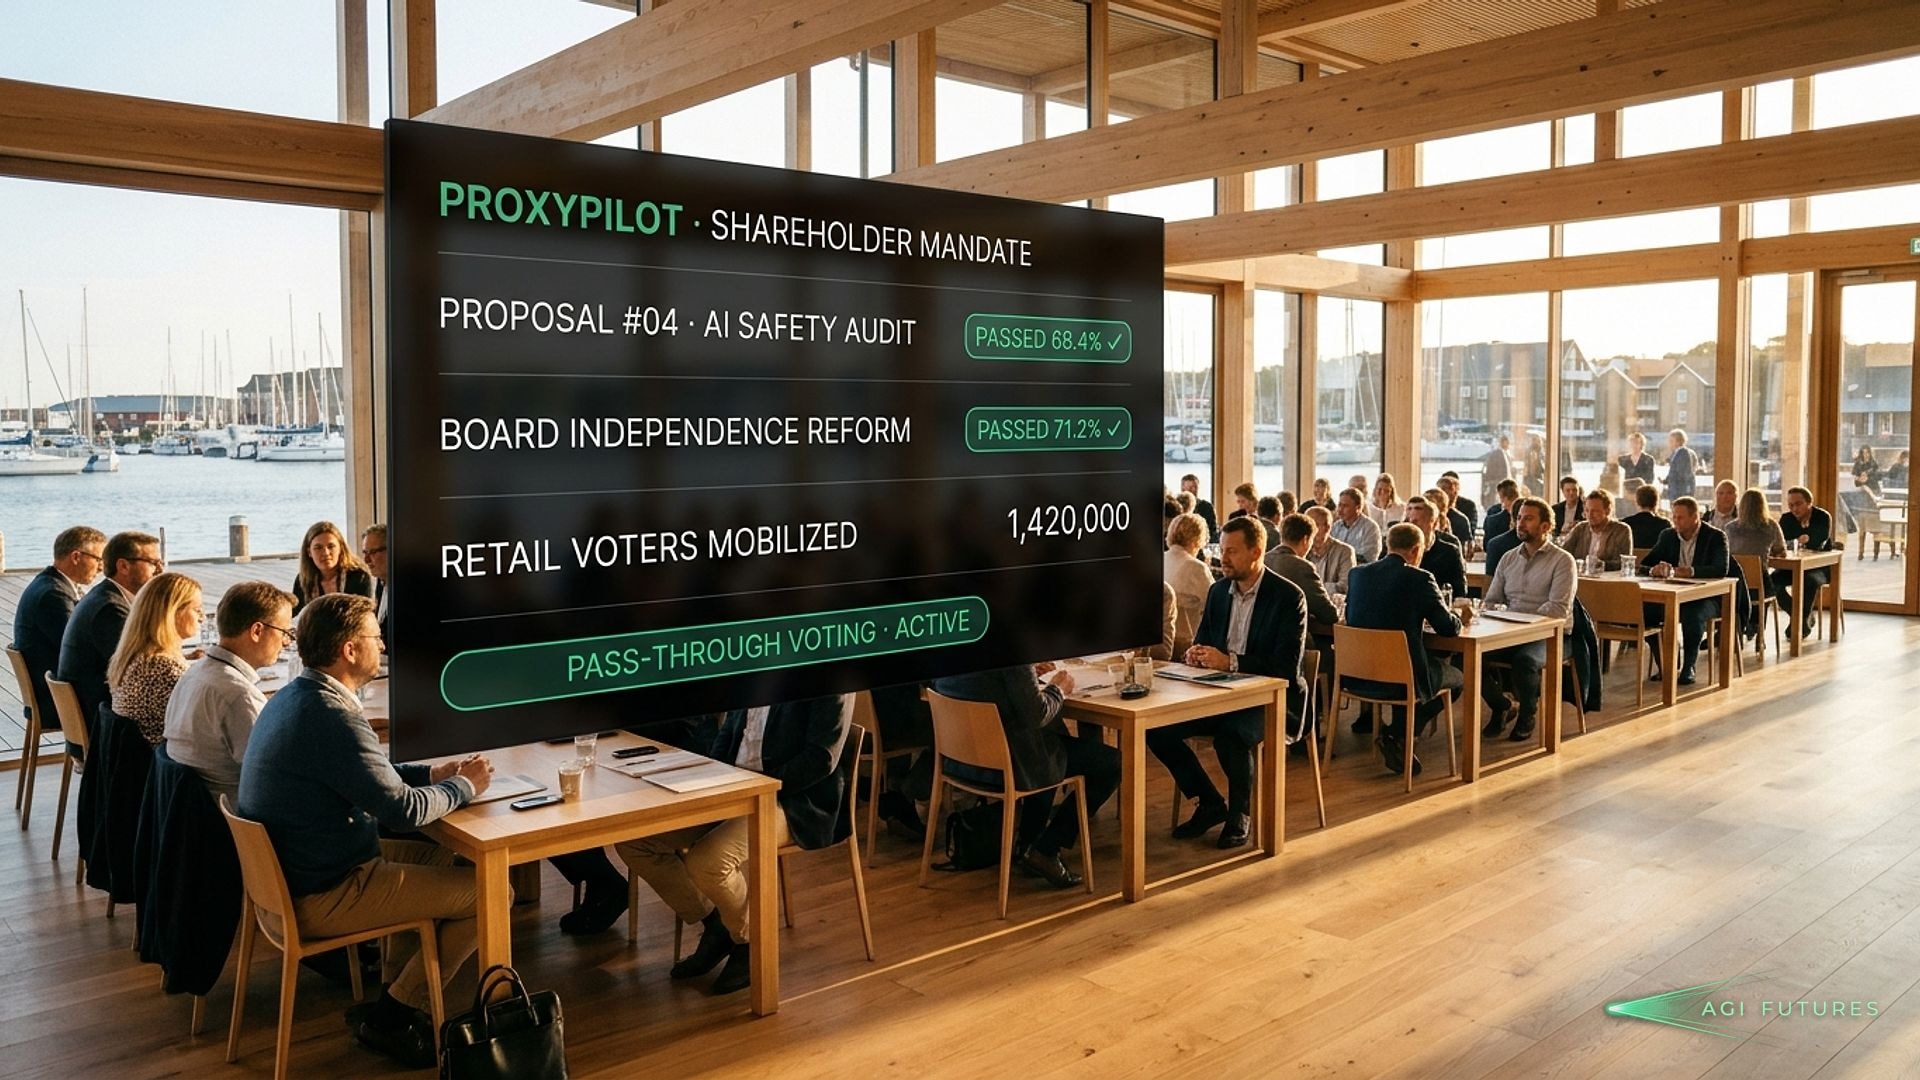 PROXYPILOT · SHAREHOLDER MANDATE
PROPOSAL #04 · AI SAFETY AUDIT
PASSED 68.4% ✓
BOARD INDEPENDENCE REFORM
PASSED 71.2% ✓
RETAIL VOTERS MOBILIZED
1,420,000
PASS-THROUGH VOTING · ACTIVE
AGI FUTURES